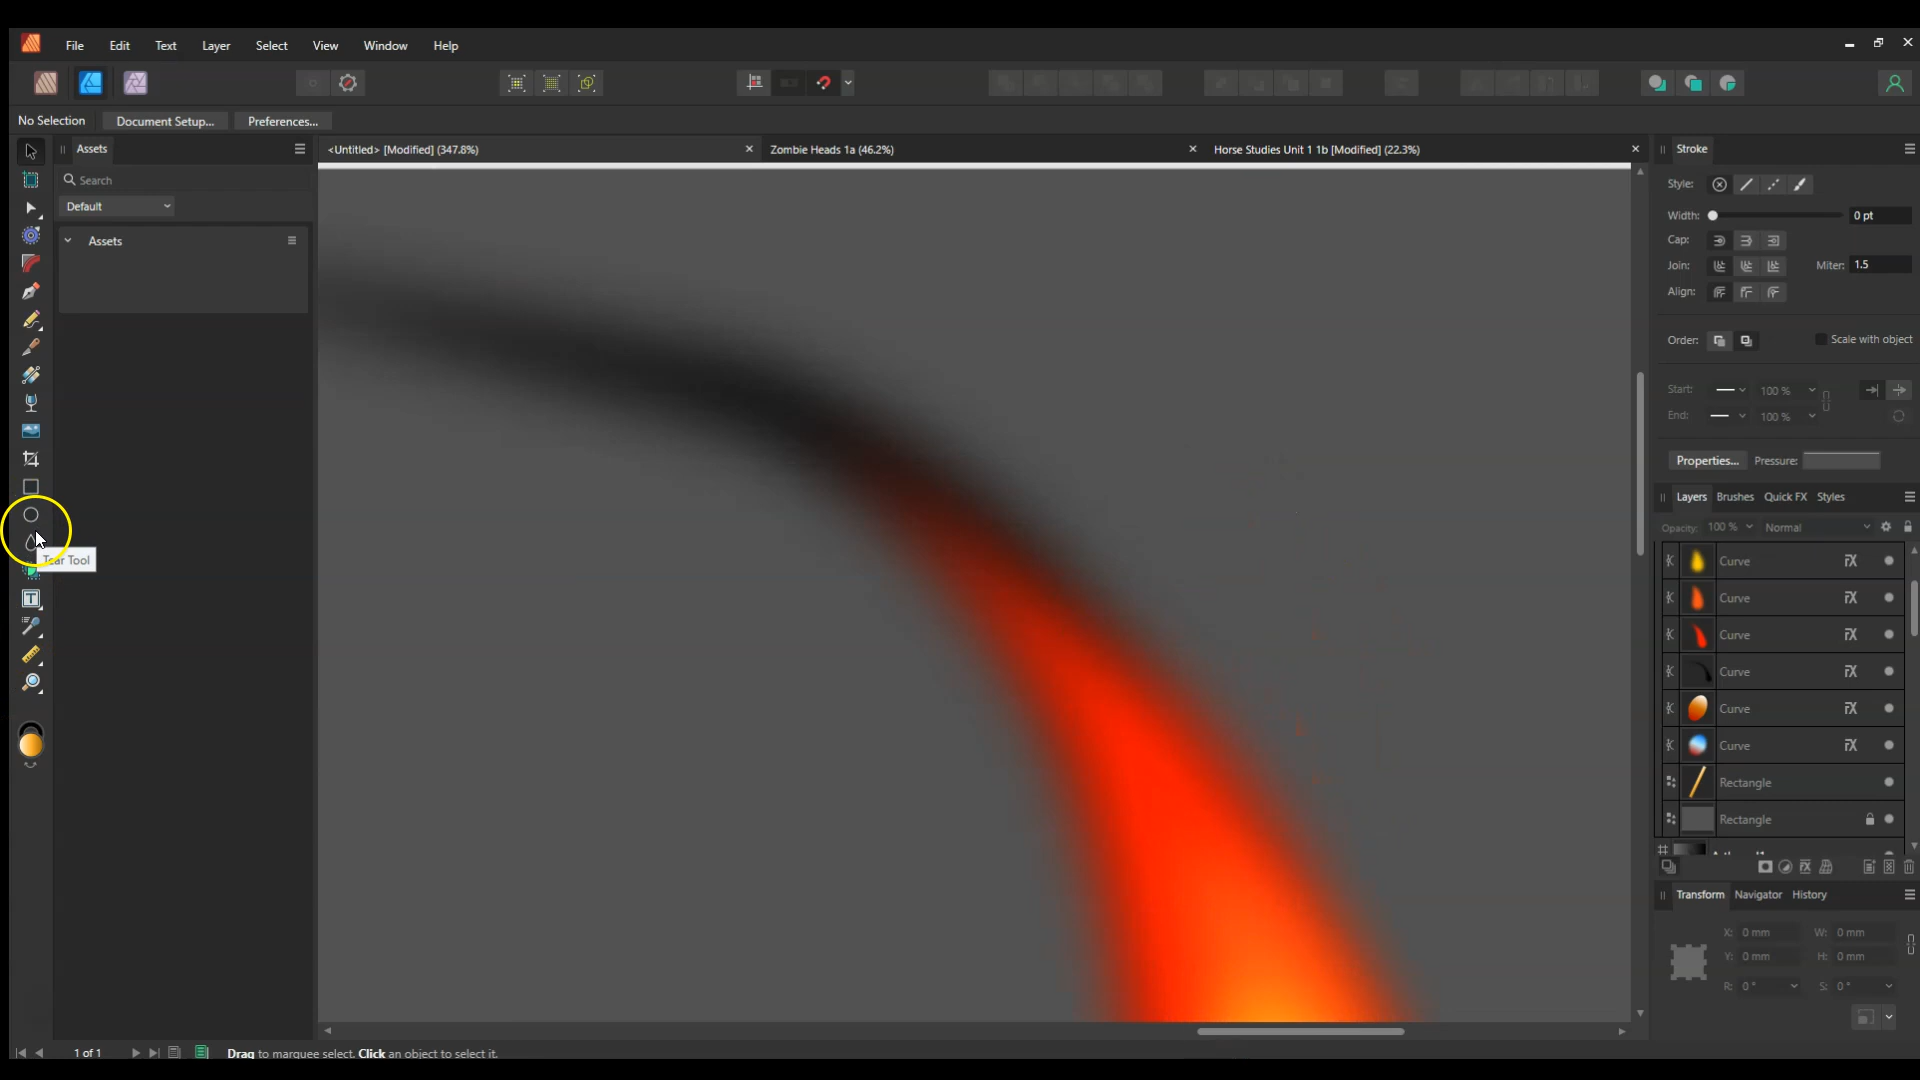 File Edit Text Layer Select View Window Help
No Selection Document Setup... Preferences...
Assets
<Untitled> [Modified] (347.8%)
Zombie Heads 1a (46.2%)
Horse Studies Unit 1 1b [Modified] (22.3%)
Search
Default
Assets
Tear Tool
Stroke
Style:
Width: 0 pt
Cap:
Join: Miter: 1.5
Align:
Order: Scale with object
Start: 100 %
End: 100 %
Properties... Pressure:
Layers Brushes Quick FX Styles
Opacity: 100 % Normal
Curve
Curve
Curve
Curve
Curve
Curve
Rectangle
Rectangle
Transform Navigator History
X: 0 mm W: 0 mm
Y: 0 mm H: 0 mm
R: 0 ° S: 0 °
1 of 1 Drag to marquee select. Click an object to select it.